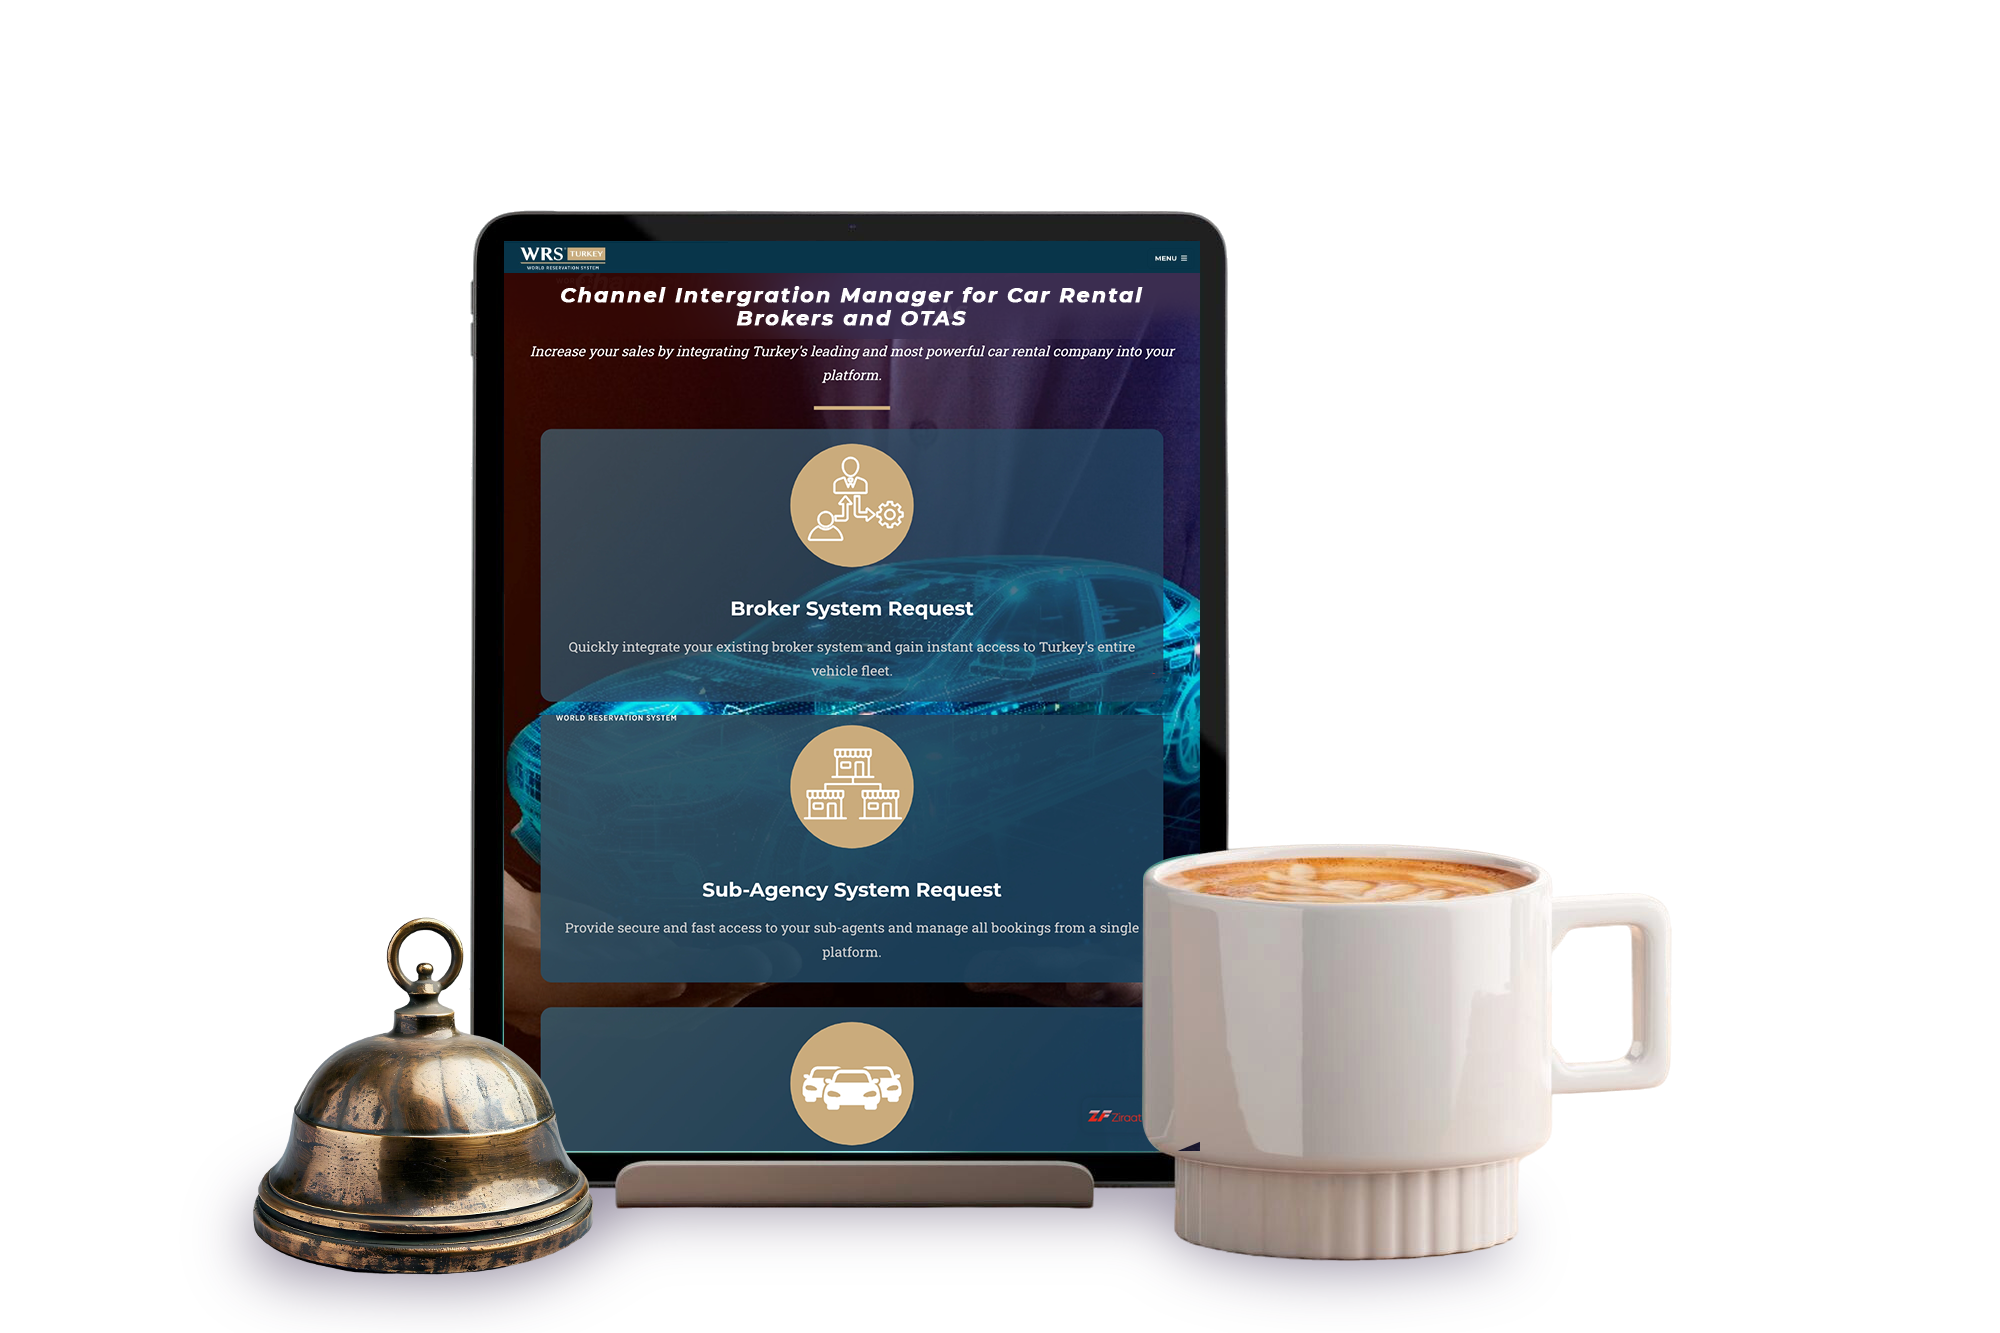 WRS TURKEY
WORLD RESERVATION SYSTEM
MENU
Channel Intergration Manager for Car Rental
Brokers and OTAS
Increase your sales by integrating Turkey's leading and most powerful car rental company into your
platform.
Broker System Request
Quickly integrate your existing broker system and gain instant access to Turkey's entire
vehicle fleet.
WORLD RESERVATION SYSTEM
Sub-Agency System Request
Provide secure and fast access to your sub-agents and manage all bookings from a single
platform.
ZF Ziraat